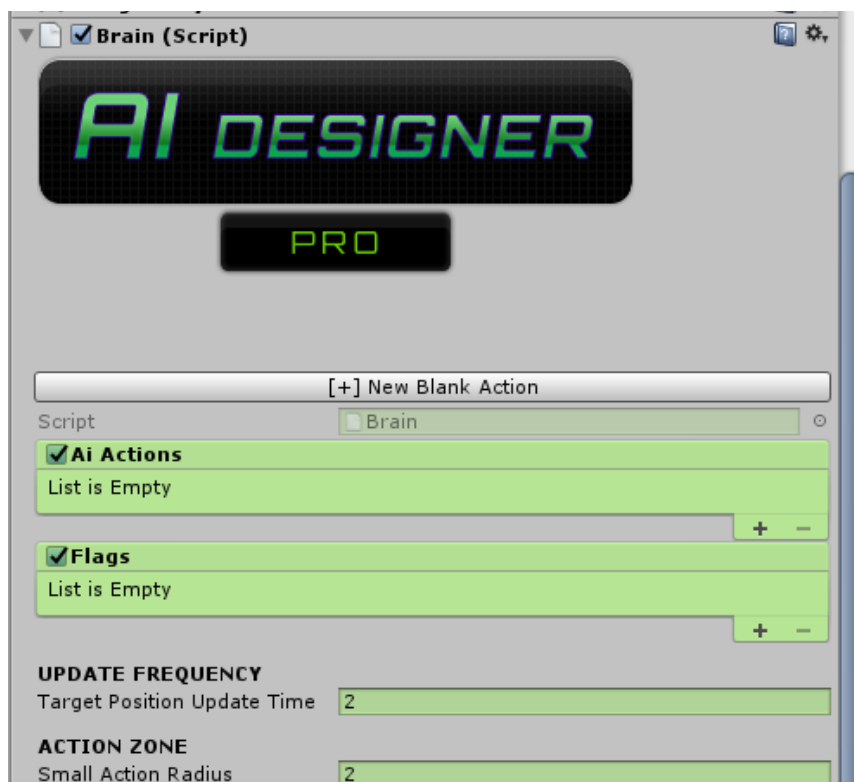 Brain (Script)
AI DESIGNER
PRO
[+] New Blank Action
Script Brain
Ai Actions
List is Empty
+ −
Flags
List is Empty
+ −
UPDATE FREQUENCY
Target Position Update Time 2
ACTION ZONE
Small Action Radius 2